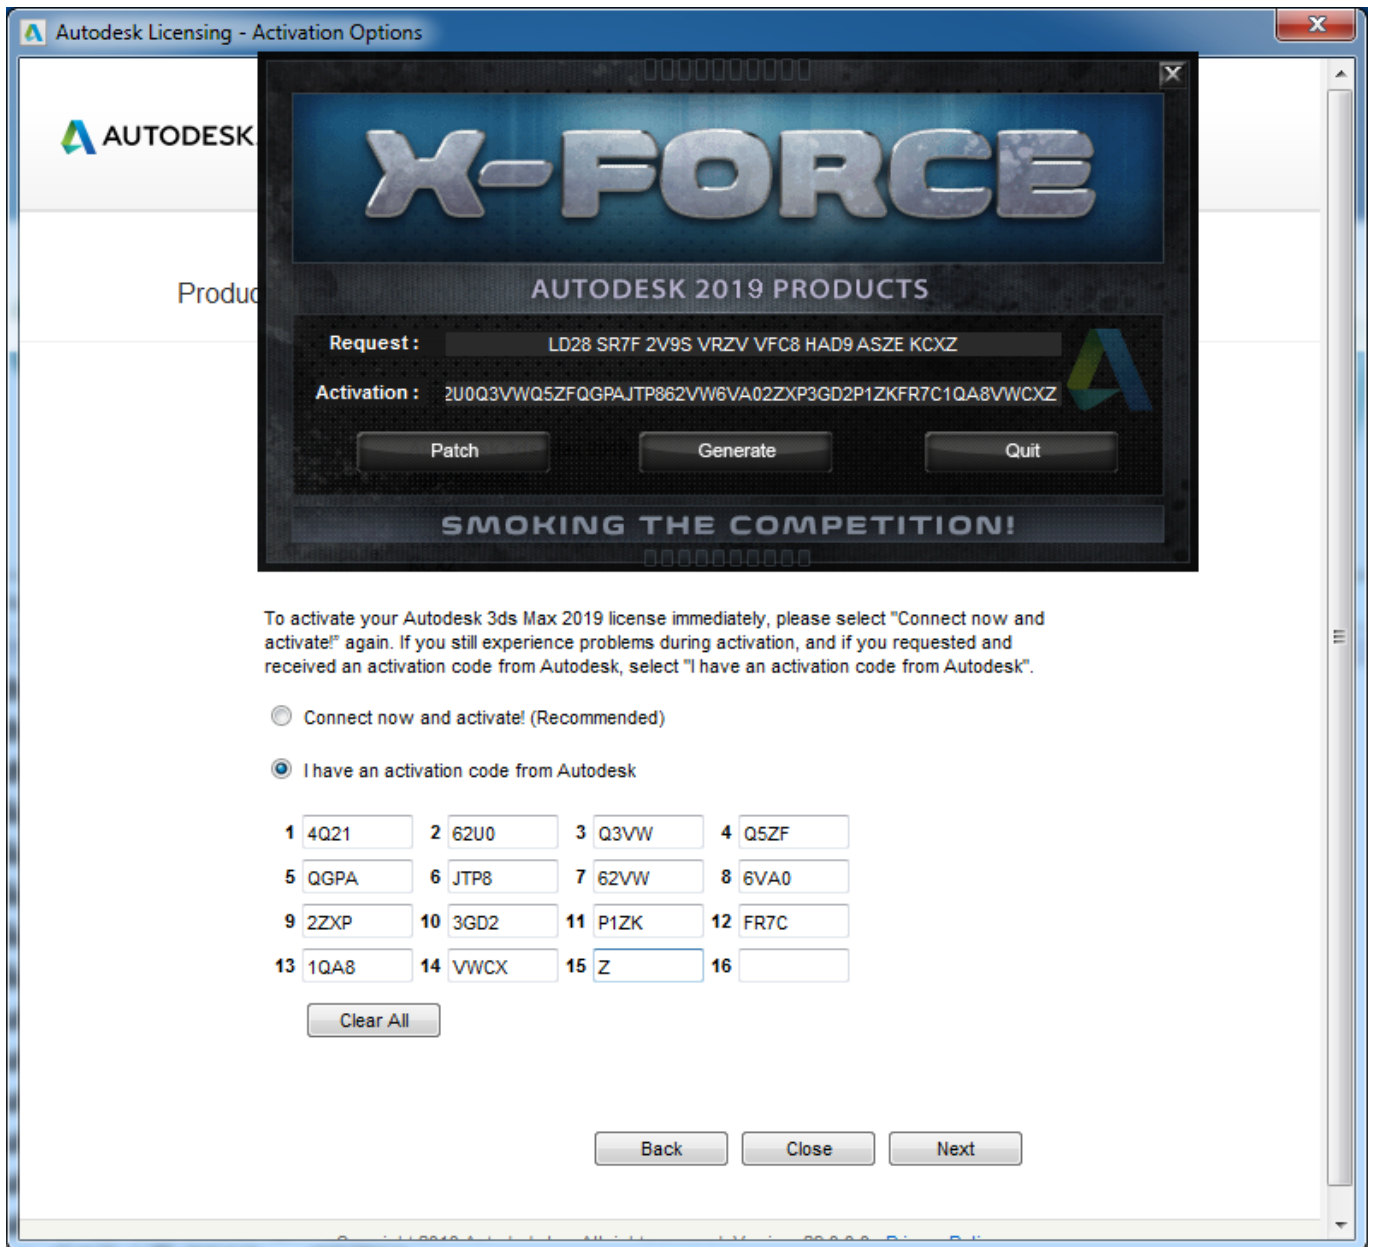 Autodesk Licensing - Activation Options
AUTODESK
X-FORCE
Produc
AUTODESK 2019 PRODUCTS
Request : LD28 SR7F 2V9S VRZV VFC8 HAD9 ASZE KCXZ
Activation : 2U0Q3VWQ5ZFQGPAJTP862VW6VA02ZXP3GD2P1ZKFR7C1QA8VWCXZ
Patch Generate Quit
SMOKING THE COMPETITION!
To activate your Autodesk 3ds Max 2019 license immediately, please select "Connect now and
activate!" again. If you still experience problems during activation, and if you requested and
received an activation code from Autodesk, select "I have an activation code from Autodesk".
Connect now and activate! (Recommended)
I have an activation code from Autodesk
1 4Q21 2 62U0 3 Q3VW 4 Q5ZF
5 QGPA 6 JTP8 7 62VW 8 6VA0
9 2ZXP 10 3GD2 11 P1ZK 12 FR7C
13 1QA8 14 VWCX 15 Z 16
Clear All
Back Close Next